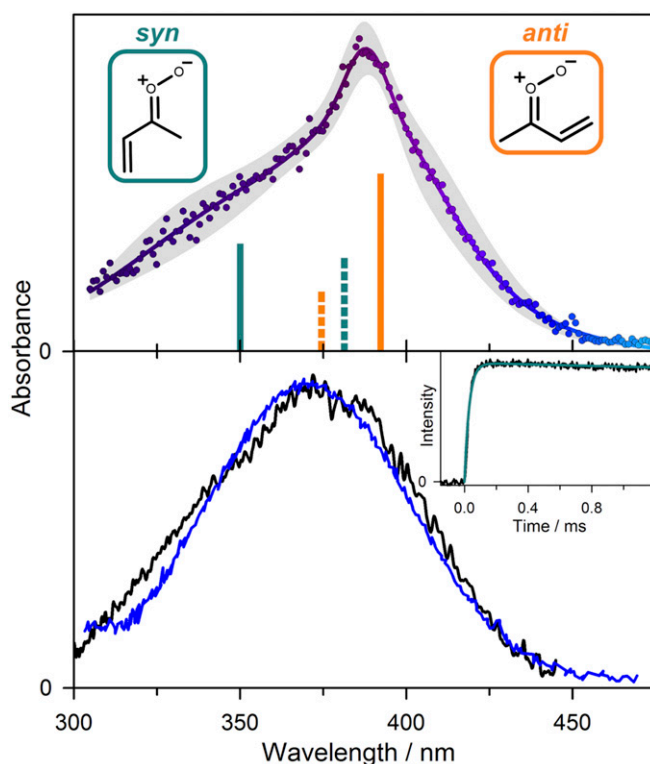 syn
anti
+
O
O
−
+
O
O
−
Absorbance
0
Intensity
0
0.0 0.4 0.8
Time / ms
0
300 350 400 450
Wavelength / nm